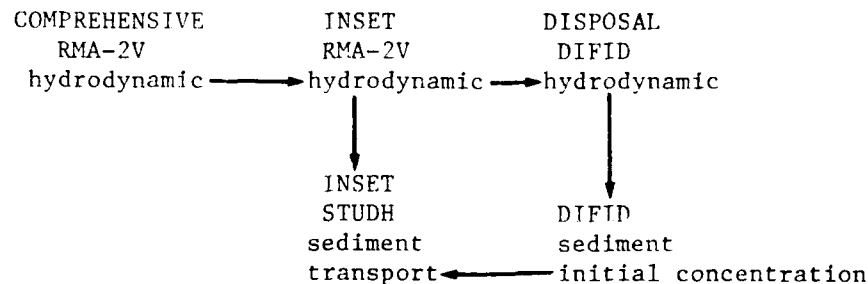 COMPREHENSIVE INSET DISPOSAL
RMA-2V RMA-2V DIFID
hydrodynamic hydrodynamic hydrodynamic
INSET
STUDH DIFID
sediment sediment
transport initial concentration